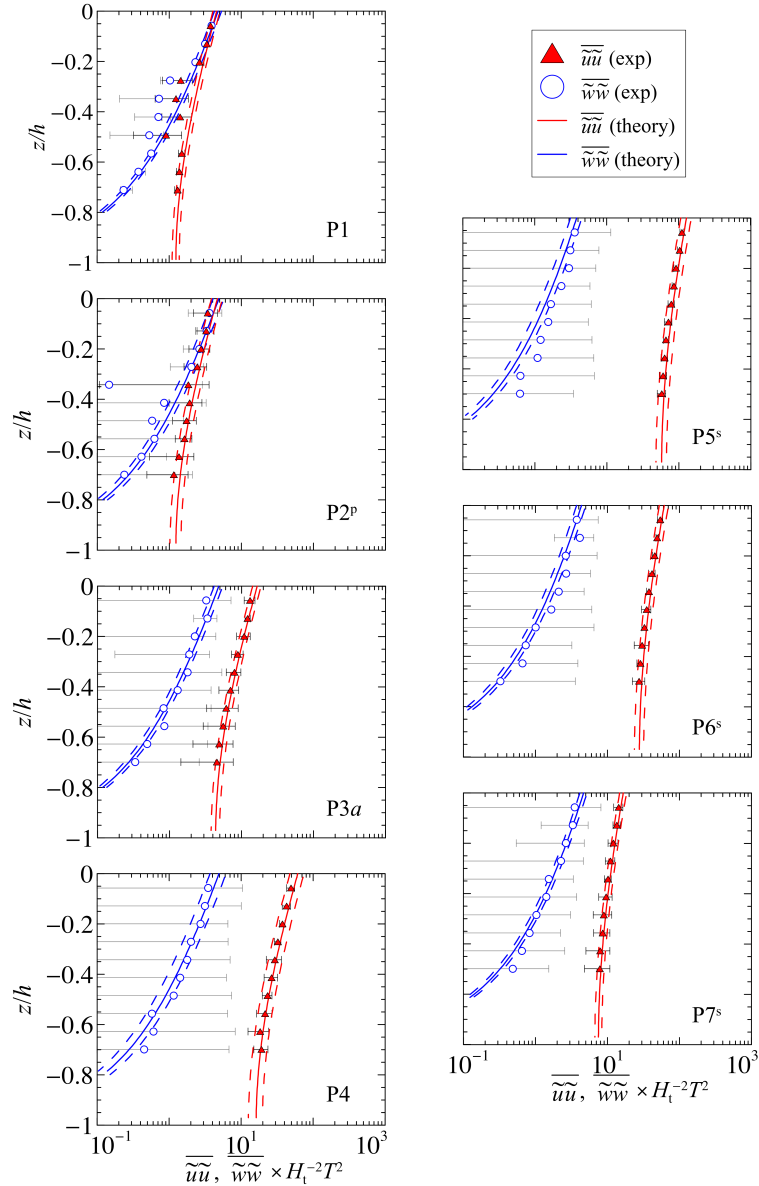 0
−0.2
−0.4
−0.6
−0.8
−1
z/h
P1
ũũ (exp)
w̃w̃ (exp)
ũũ (theory)
w̃w̃ (theory)
0
−0.2
−0.4
−0.6
−0.8
−1
z/h
P2ᵖ
P5ˢ
0
−0.2
−0.4
−0.6
−0.8
−1
z/h
P3a
P6ˢ
0
−0.2
−0.4
−0.6
−0.8
−1
z/h
P4
10⁻¹ 10¹ 10³
ũũ, w̃w̃ × Hₜ⁻²T²
P7ˢ
10⁻¹ 10¹ 10³
ũũ, w̃w̃ × Hₜ⁻²T²